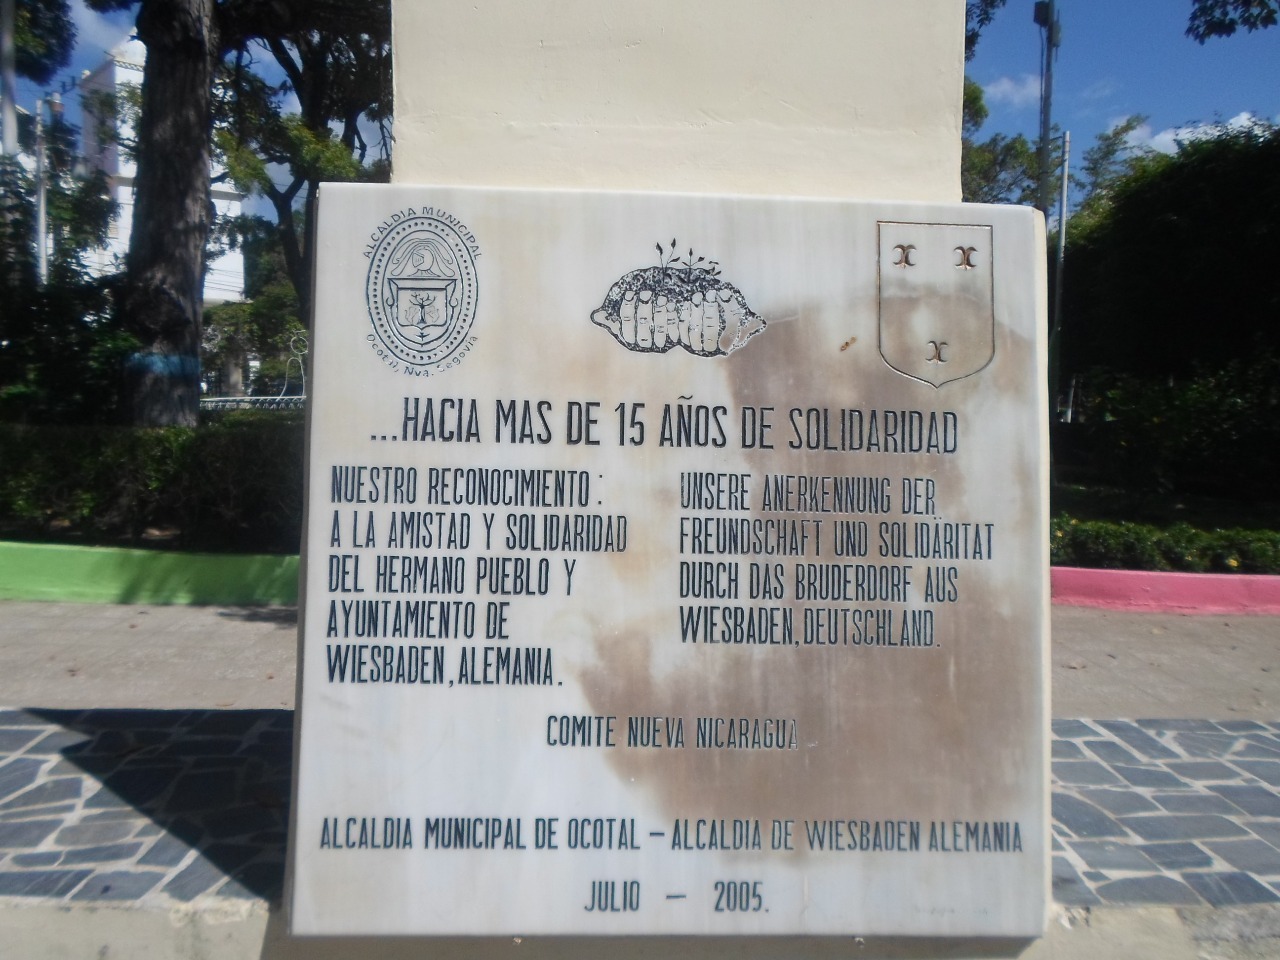 ALCALDIA MUNICIPAL
Ocotal, Nva. Segovia
...HACIA MAS DE 15 AÑOS DE SOLIDARIDAD
NUESTRO RECONOCIMIENTO:
A LA AMISTAD Y SOLIDARIDAD
DEL HERMANO PUEBLO Y
AYUNTAMIENTO DE
WIESBADEN, ALEMANIA.
UNSERE ANERKENNUNG DER
FREUNDSCHAFT UND SOLIDÄRITAT
DURCH DAS BRUDERDORF AUS
WIESBADEN, DEUTSCHLAND.
COMITE NUEVA NICARAGUA
ALCALDIA MUNICIPAL DE OCOTAL – ALCALDIA DE WIESBADEN ALEMANIA
JULIO – 2005.